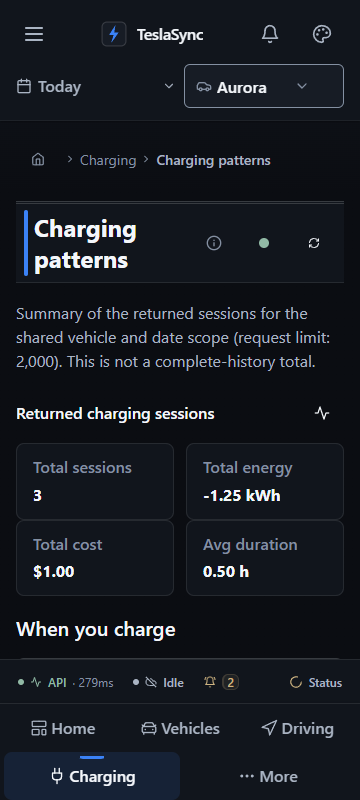 TeslaSync
Today
Aurora
Charging
Charging patterns
Charging
patterns
Summary of the returned sessions for the
shared vehicle and date scope (request limit:
2,000). This is not a complete-history total.
Returned charging sessions
Total sessions
3
Total energy
-1.25 kWh
Total cost
$1.00
Avg duration
0.50 h
When you charge
API · 279ms
Idle
2
Status
Home
Vehicles
Driving
Charging
More